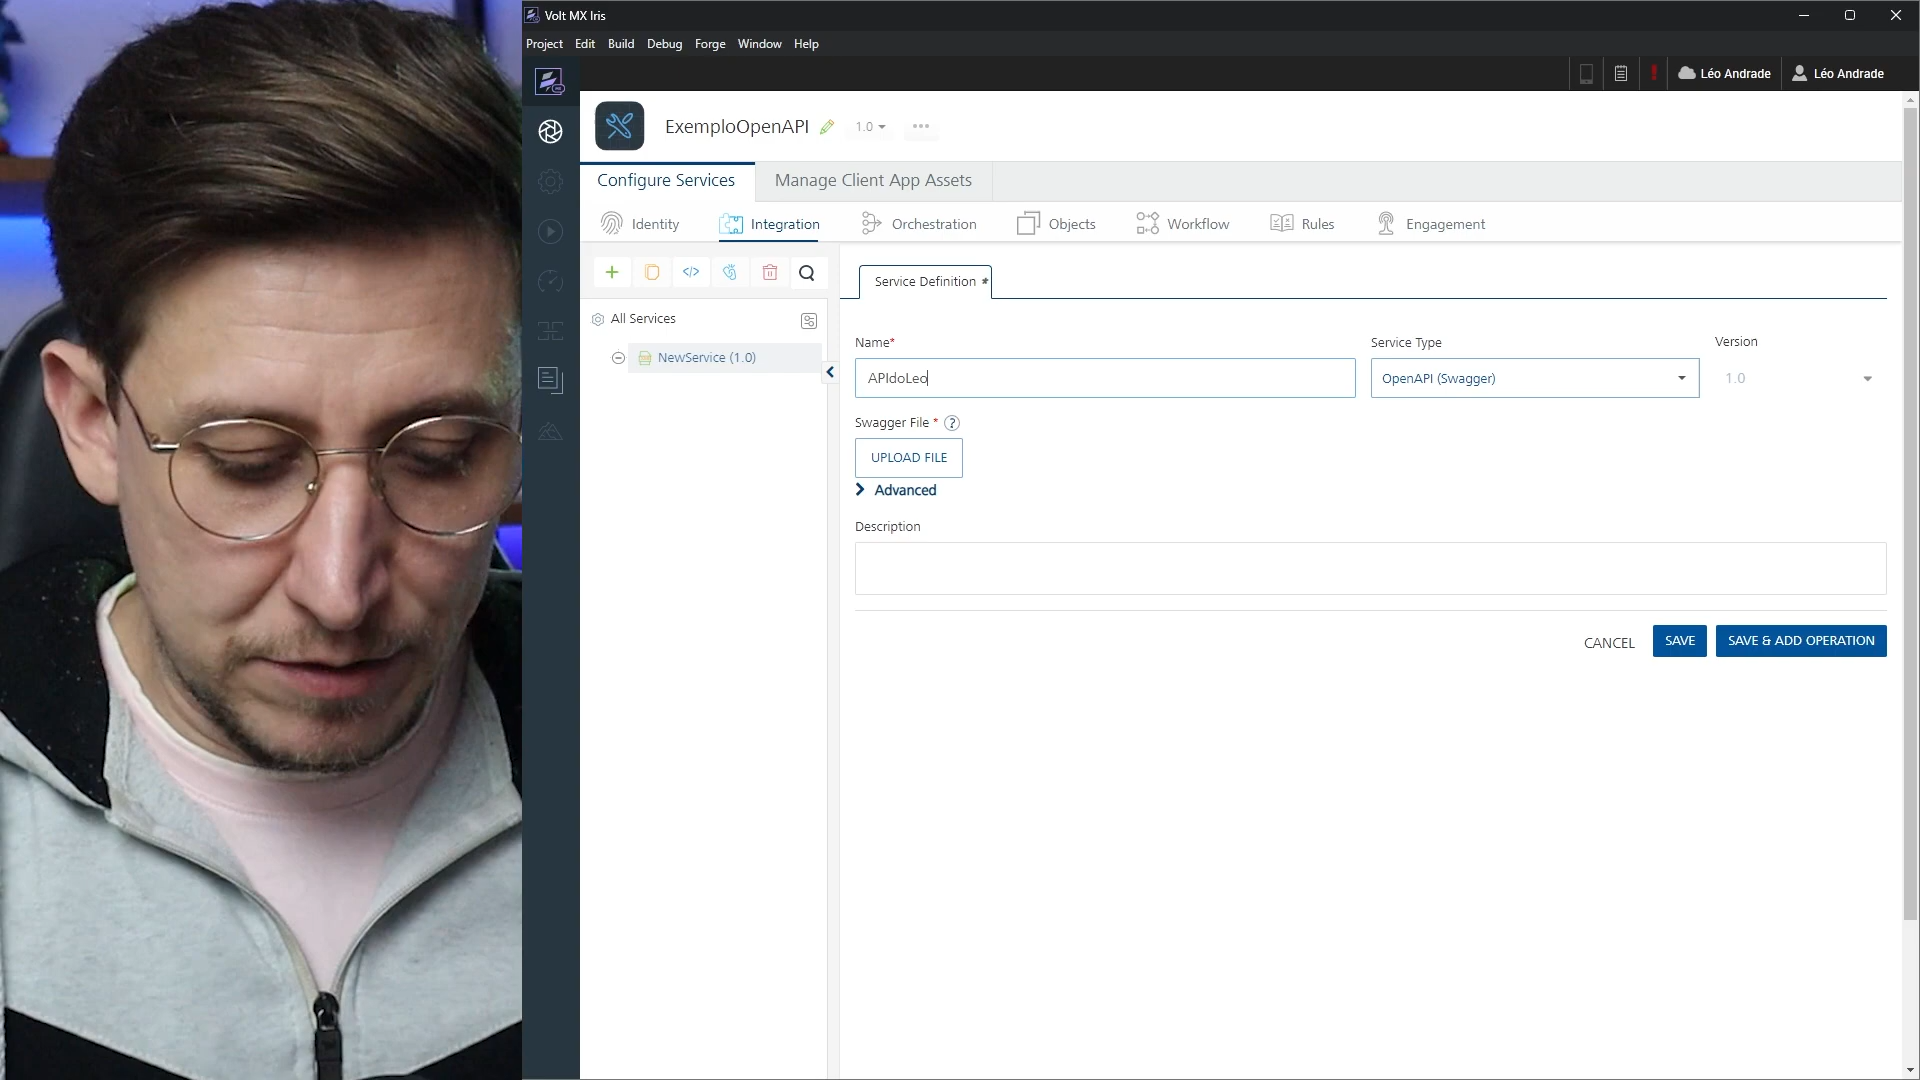 Volt MX Iris
Project Edit Build Debug Forge Window Help
Léo Andrade Léo Andrade
ExemploOpenAPI 1.0
Configure Services Manage Client App Assets
Identity Integration Orchestration Objects Workflow Rules Engagement
Service Definition *
All Services
NewService (1.0)
Name* Service Type Version
APIdoLeo OpenAPI (Swagger) 1.0
Swagger File * ?
UPLOAD FILE
Advanced
Description
CANCEL SAVE SAVE & ADD OPERATION